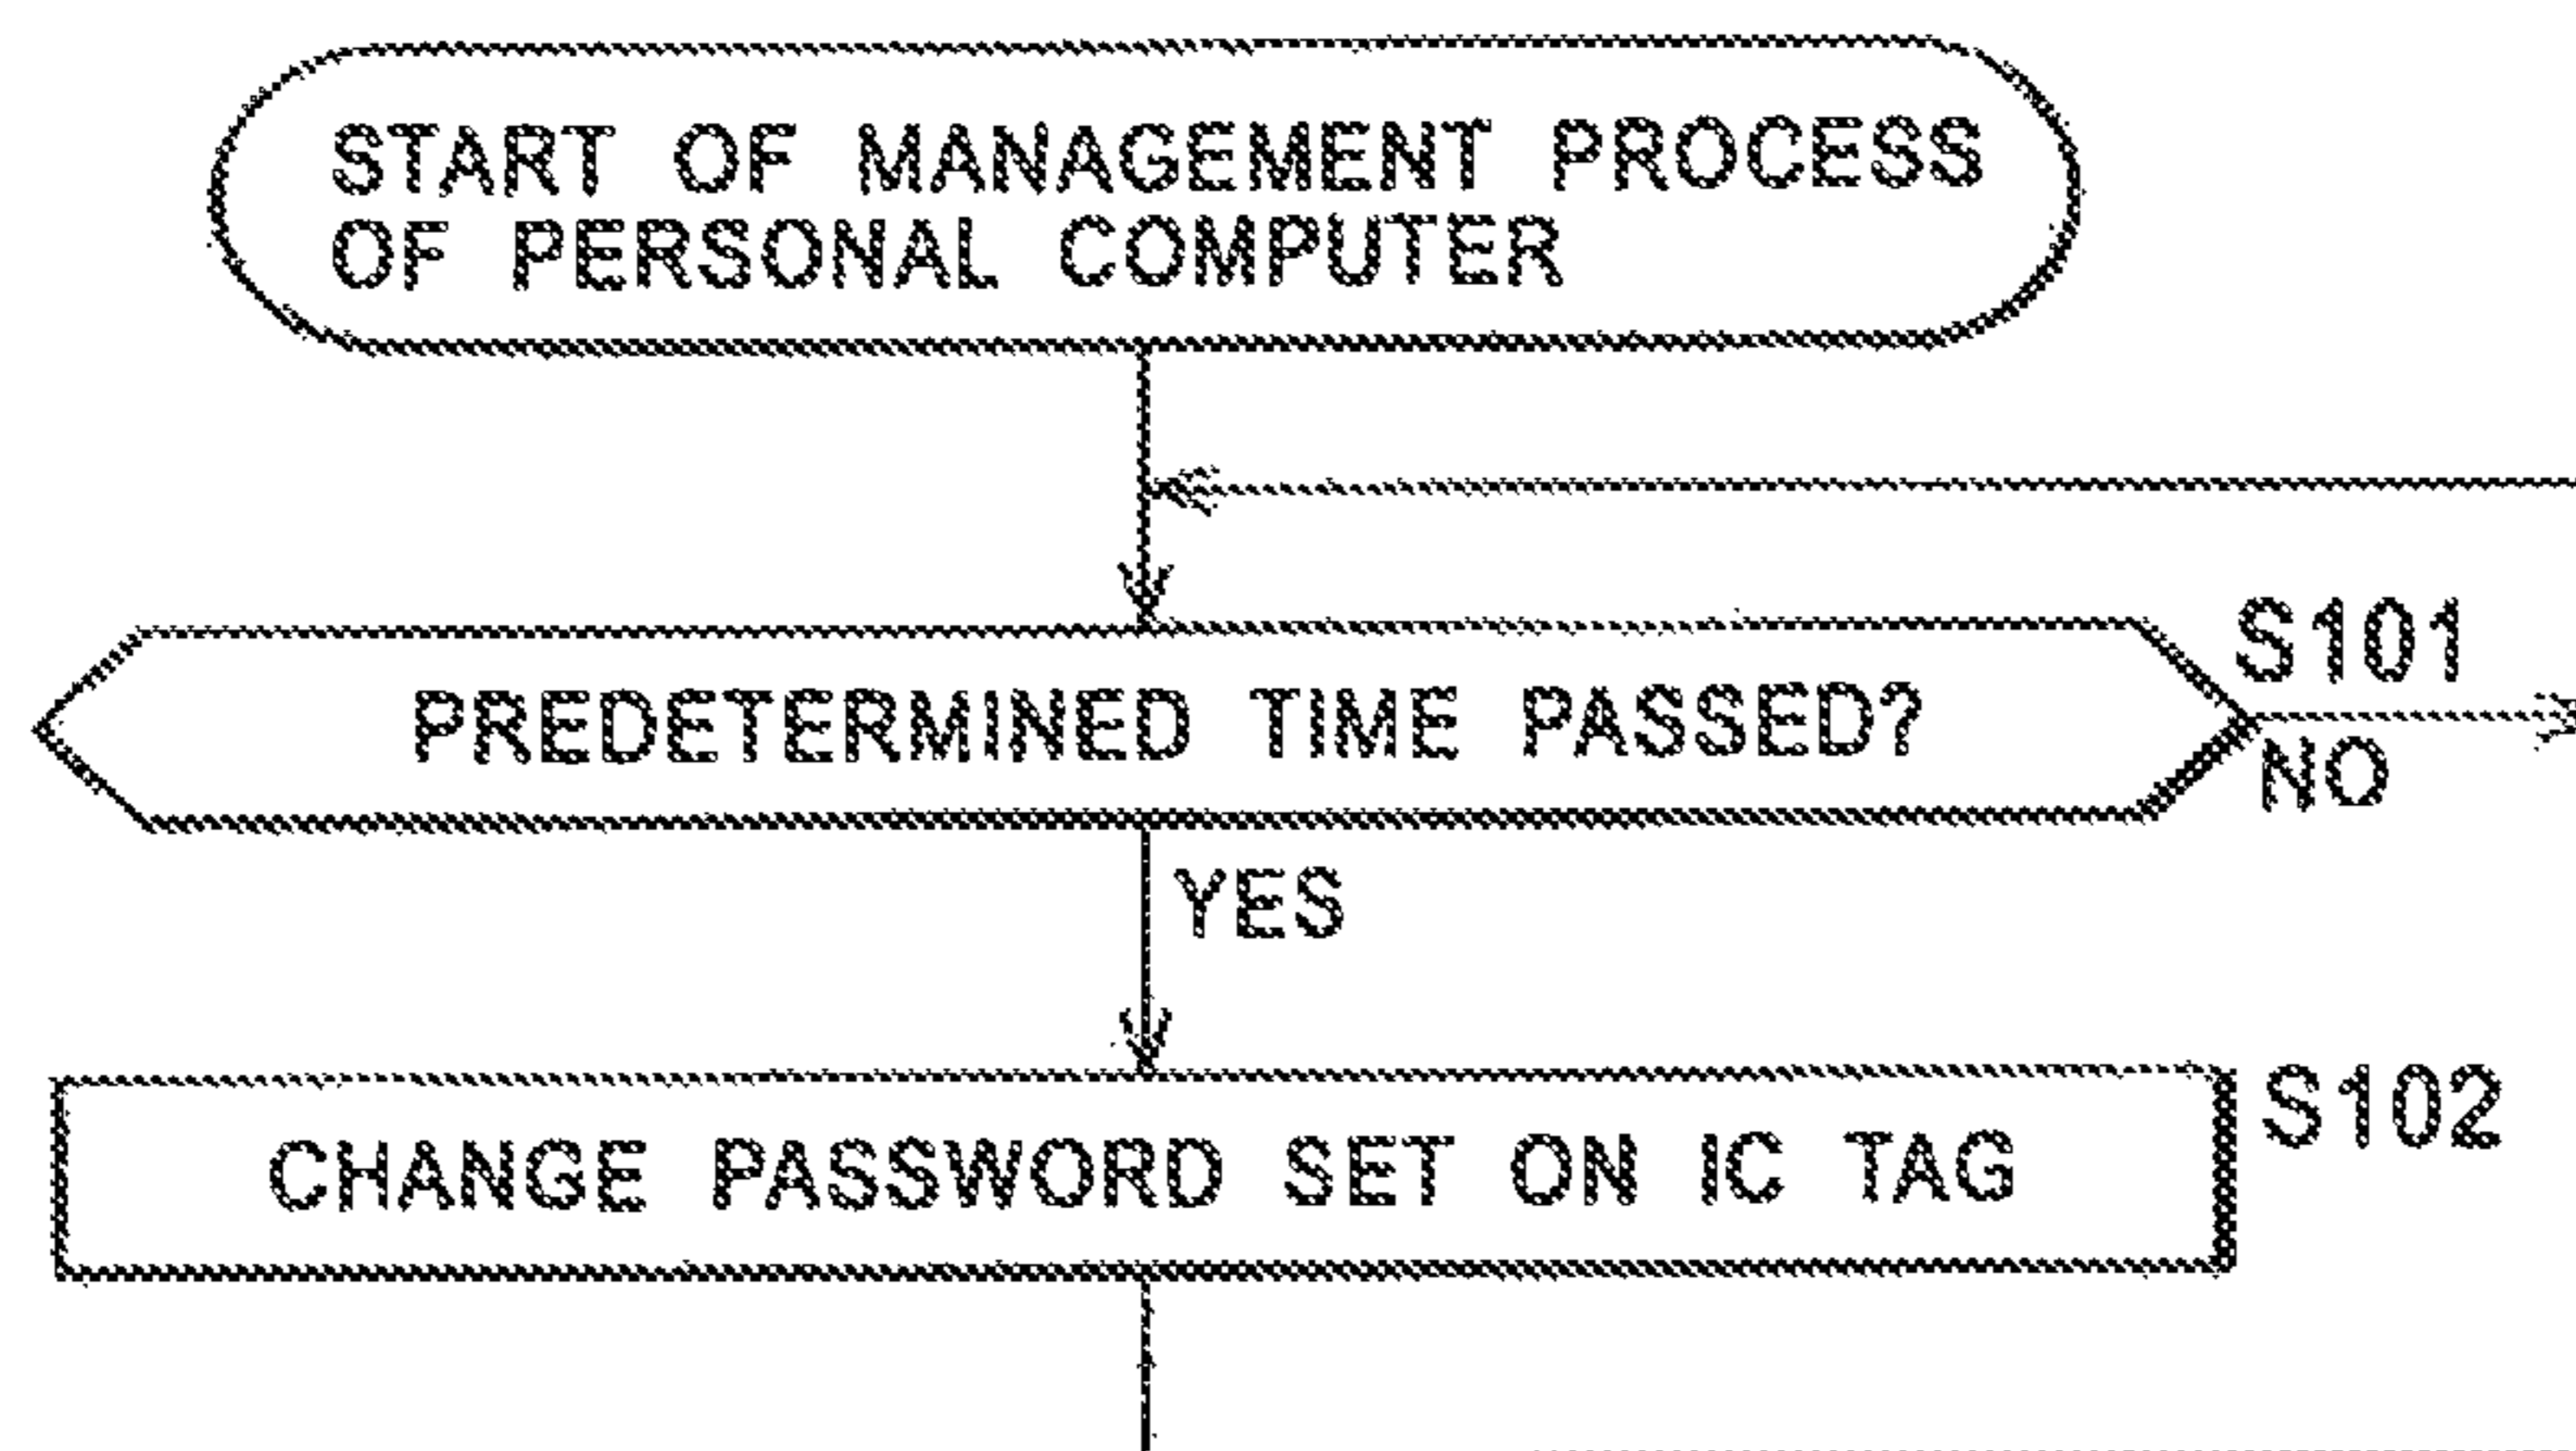 START OF MANAGEMENT PROCESS
OF PERSONAL COMPUTER
S101
PREDETERMINED TIME PASSED?
NO
YES
S102
CHANGE PASSWORD SET ON IC TAG